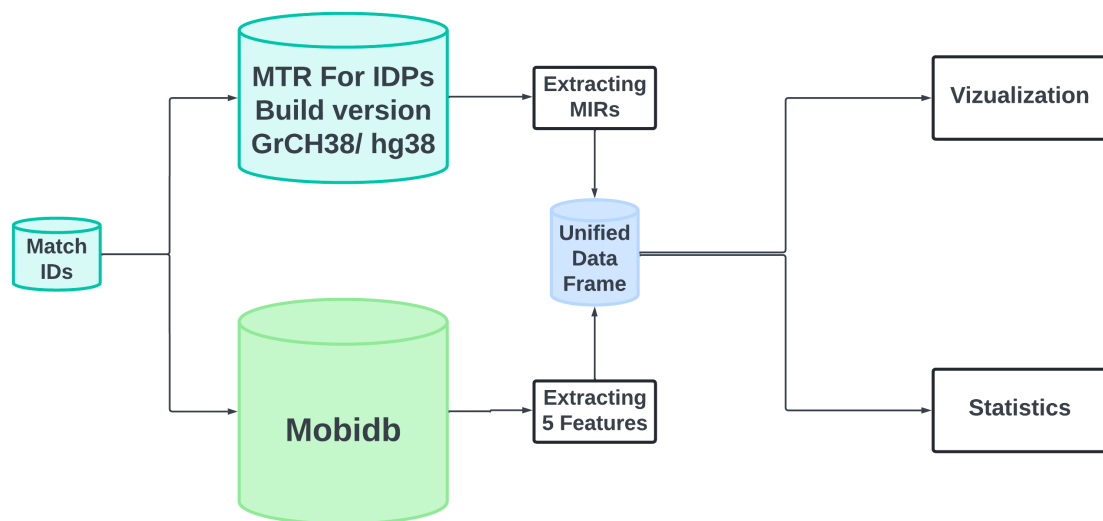 MTR For IDPs
Build version
GrCH38/ hg38
Extracting
MIRs
Vizualization
Match
IDs
Unified
Data
Frame
Mobidb
Extracting
5 Features
Statistics